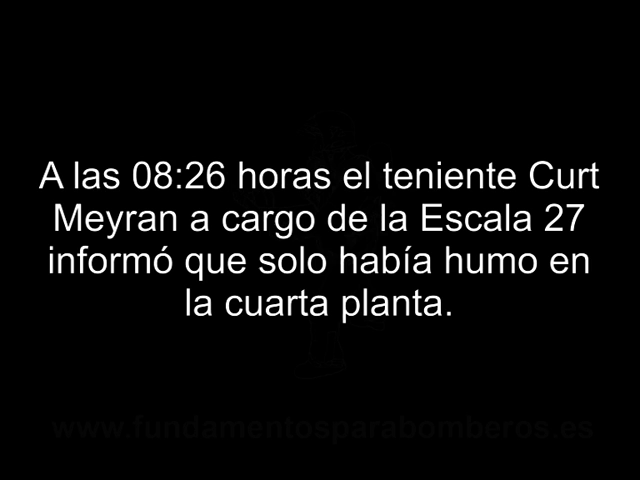 A las 08:26 horas el teniente Curt
Meyran a cargo de la Escala 27
informó que solo había humo en
la cuarta planta.
www.fundamentosparabomberos.es